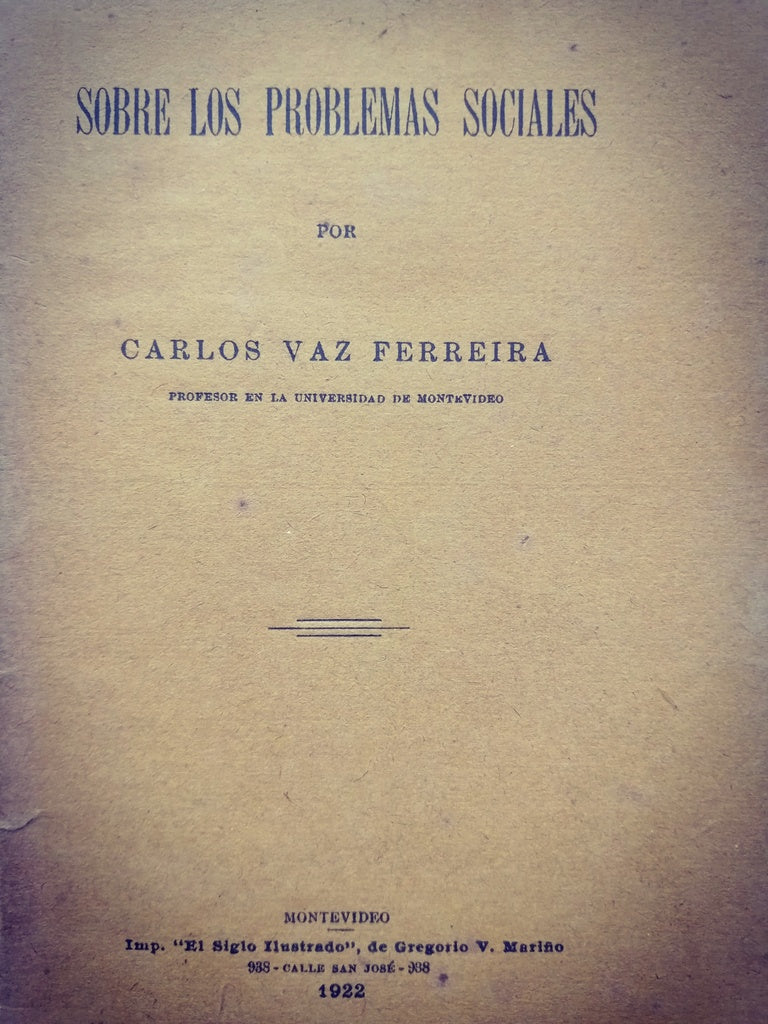 SOBRE LOS PROBLEMAS SOCIALES
POR
CARLOS VAZ FERREIRA
PROFESOR EN LA UNIVERSIDAD DE MONTEVIDEO
MONTEVIDEO
Imp. "El Siglo Ilustrado", de Gregorio V. Mariño
938 - CALLE SAN JOSÉ - 938
1922